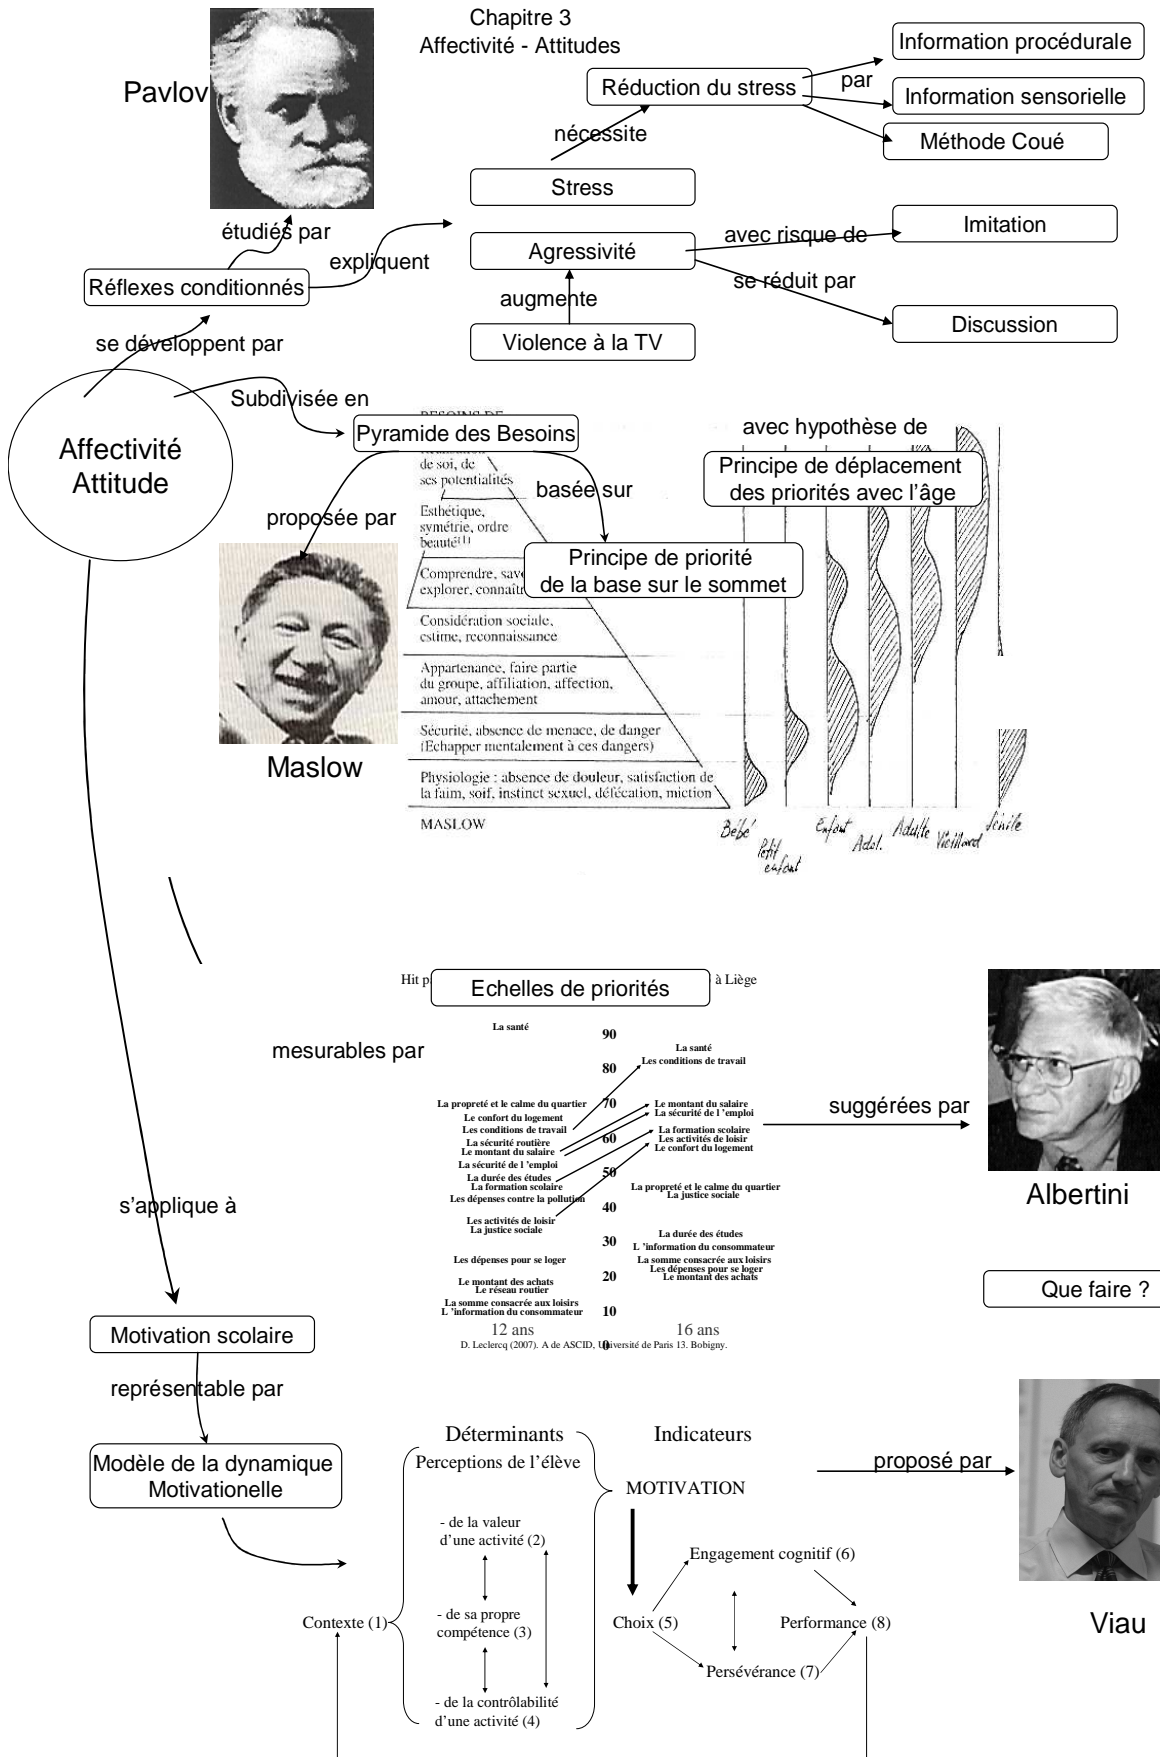 Chapitre 3
Affectivité - Attitudes
Pavlov
Information procédurale
Réduction du stress
par
Information sensorielle
nécessite
Méthode Coué
Stress
étudiés par
avec risque de
Imitation
Agressivité
expliquent
se réduit par
Réflexes conditionnés
augmente
Discussion
se développent par
Violence à la TV
Subdivisée en
Affectivité
Attitude
Pyramide des Besoins
avec hypothèse de
Principe de déplacement
des priorités avec l’âge
basée sur
proposée par
Principe de priorité
de la base sur le sommet
de soi, de
ses potentialités
Esthétique,
symétrie, ordre
beauté(1)
Comprendre,
explorer,
Considération sociale,
estime, reconnaissance
Appartenance, faire partie
du groupe, affiliation, affection,
amour, attachement
Sécurité, absence de menace, de danger
(Echapper mentalement à ces dangers)
Physiologie : absence de douleur, satisfaction de
la faim, soif, instinct sexuel, défécation, miction
MASLOW
Bébé
Petit
enfant
Enfant
Adol.
Adulte
Vieillard
Sénile
Maslow
Hit
Echelles de priorités
à Liège
mesurables par
La santé
La propreté et le calme du quartier
Le confort du logement
Les conditions de travail
La sécurité routière
Le montant du salaire
La sécurité de l ’emploi
La durée des études
La formation scolaire
Les dépenses contre la pollution
Les activités de loisir
La justice sociale
Les dépenses pour se loger
Le montant des achats
Le réseau routier
La somme consacrée aux loisirs
L ’information du consommateur
12 ans
90
80
70
60
50
40
30
20
10
0
La santé
Les conditions de travail
Le montant du salaire
La sécurité de l ’emploi
La formation scolaire
Les activités de loisir
Le confort du logement
La propreté et le calme du quartier
La justice sociale
La durée des études
L ’information du consommateur
La somme consacrée aux loisirs
Les dépenses pour se loger
Le montant des achats
16 ans
D. Leclercq (2007). A de ASCID, Université de Paris 13. Bobigny.
suggérées par
Albertini
Que faire ?
s’applique à
Motivation scolaire
représentable par
Modèle de la dynamique
Motivationelle
Déterminants
Perceptions de l’élève
Indicateurs
MOTIVATION
proposé par
Viau
- de la valeur
d’une activité (2)
Contexte (1)
- de sa propre
compétence (3)
- de la contrôlabilité
d’une activité (4)
Engagement cognitif (6)
Choix (5)
Performance (8)
Persévérance (7)